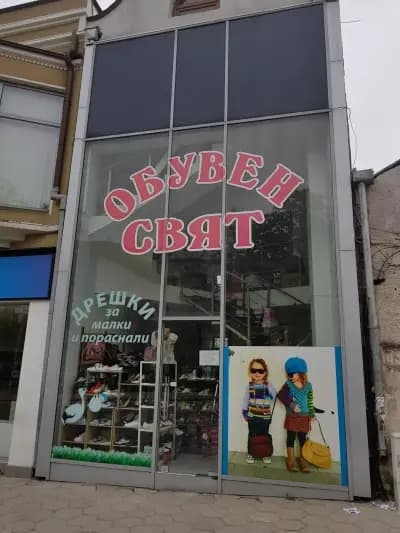 ОБУВЕН
СВЯТ
ДРЕШКИ
за
малки
и пораснали